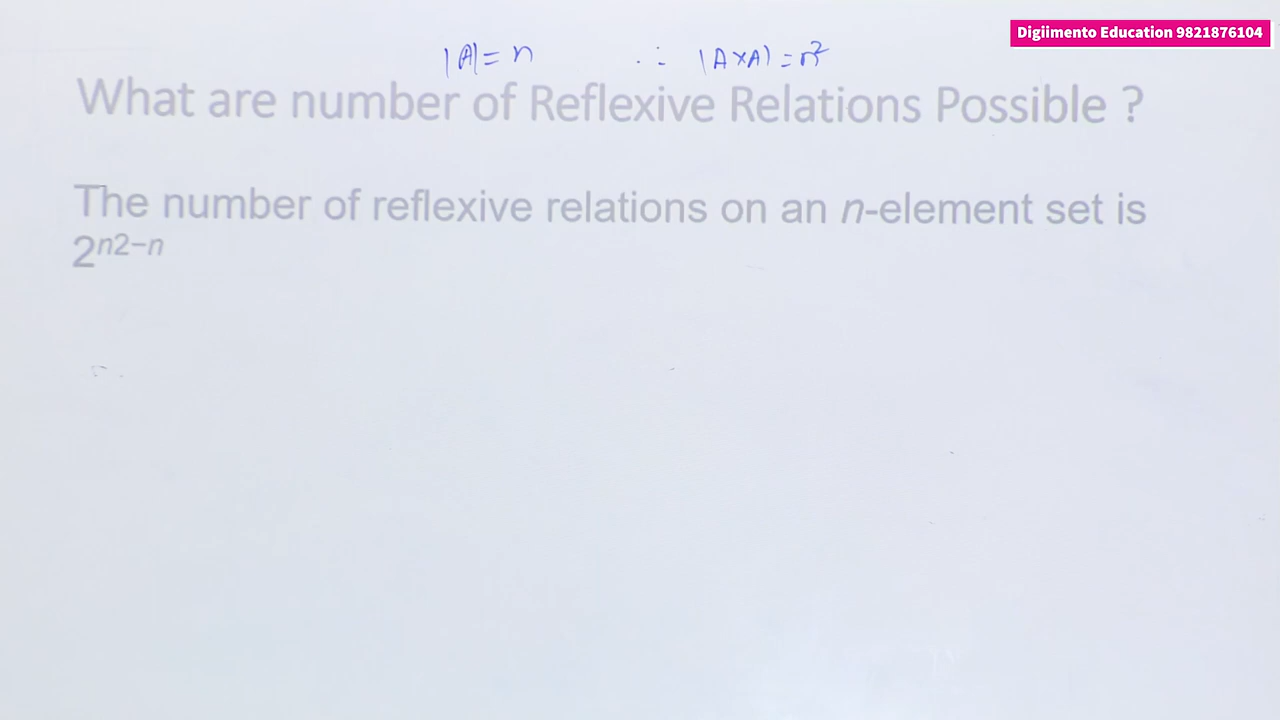 Digiimento Education 9821876104
|A| = n ∴ |A×A| = n²
What are number of Reflexive Relations Possible ?
The number of reflexive relations on an n-element set is
2ⁿ²⁻ⁿ